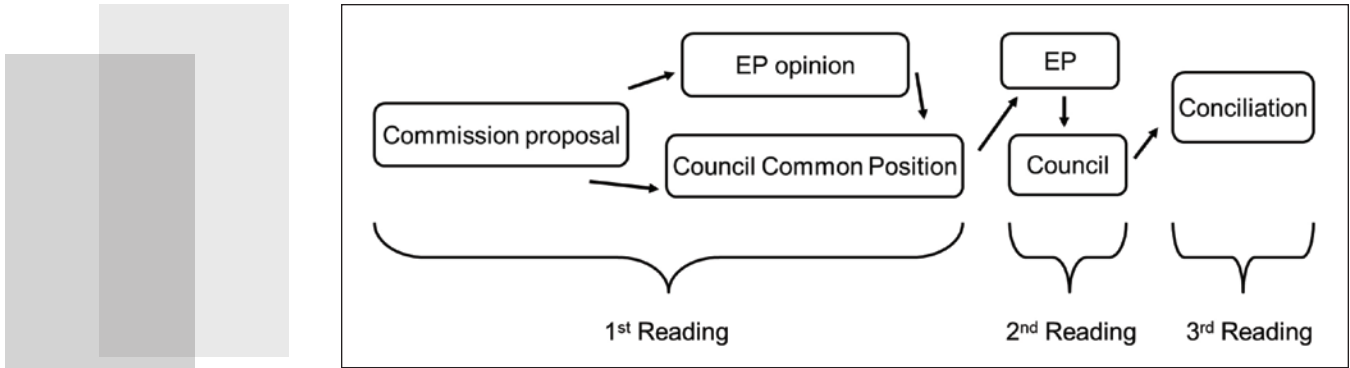 Commission proposal
EP opinion
Council Common Position
EP
Council
Conciliation
1st Reading
2nd Reading
3rd Reading